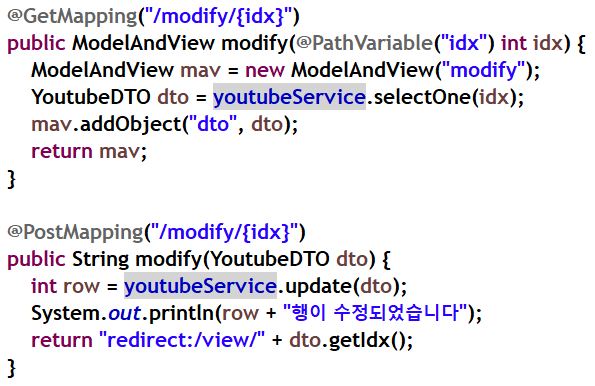 @GetMapping("/modify/{idx}")
public ModelAndView modify(@PathVariable("idx") int idx) {
ModelAndView mav = new ModelAndView("modify");
YoutubeDTO dto = youtubeService.selectOne(idx);
mav.addObject("dto", dto);
return mav;
}
@PostMapping("/modify/{idx}")
public String modify(YoutubeDTO dto) {
int row = youtubeService.update(dto);
System.out.println(row + "행이 수정되었습니다");
return "redirect:/view/" + dto.getIdx();
}